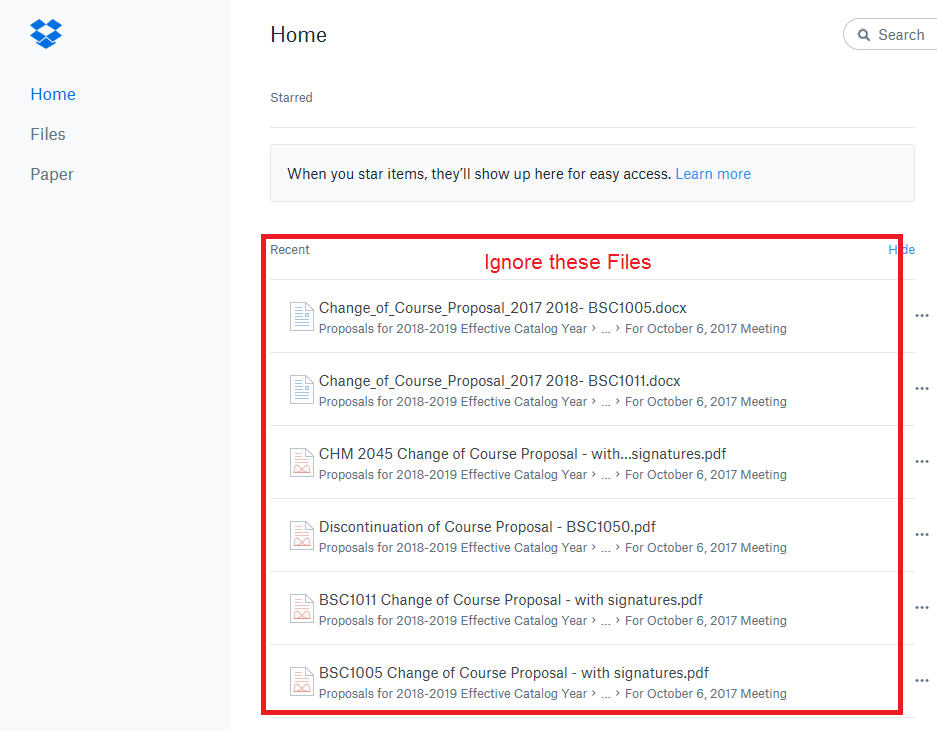 Home
Search
Home
Files
Paper
Starred
When you star items, they’ll show up here for easy access. Learn more
Recent
Hide
Ignore these Files
Change_of_Course_Proposal_2017 2018- BSC1005.docx
Proposals for 2018-2019 Effective Catalog Year › ... › For October 6, 2017 Meeting
Change_of_Course_Proposal_2017 2018- BSC1011.docx
Proposals for 2018-2019 Effective Catalog Year › ... › For October 6, 2017 Meeting
CHM 2045 Change of Course Proposal - with...signatures.pdf
Proposals for 2018-2019 Effective Catalog Year › ... › For October 6, 2017 Meeting
Discontinuation of Course Proposal - BSC1050.pdf
Proposals for 2018-2019 Effective Catalog Year › ... › For October 6, 2017 Meeting
BSC1011 Change of Course Proposal - with signatures.pdf
Proposals for 2018-2019 Effective Catalog Year › ... › For October 6, 2017 Meeting
BSC1005 Change of Course Proposal - with signatures.pdf
Proposals for 2018-2019 Effective Catalog Year › ... › For October 6, 2017 Meeting